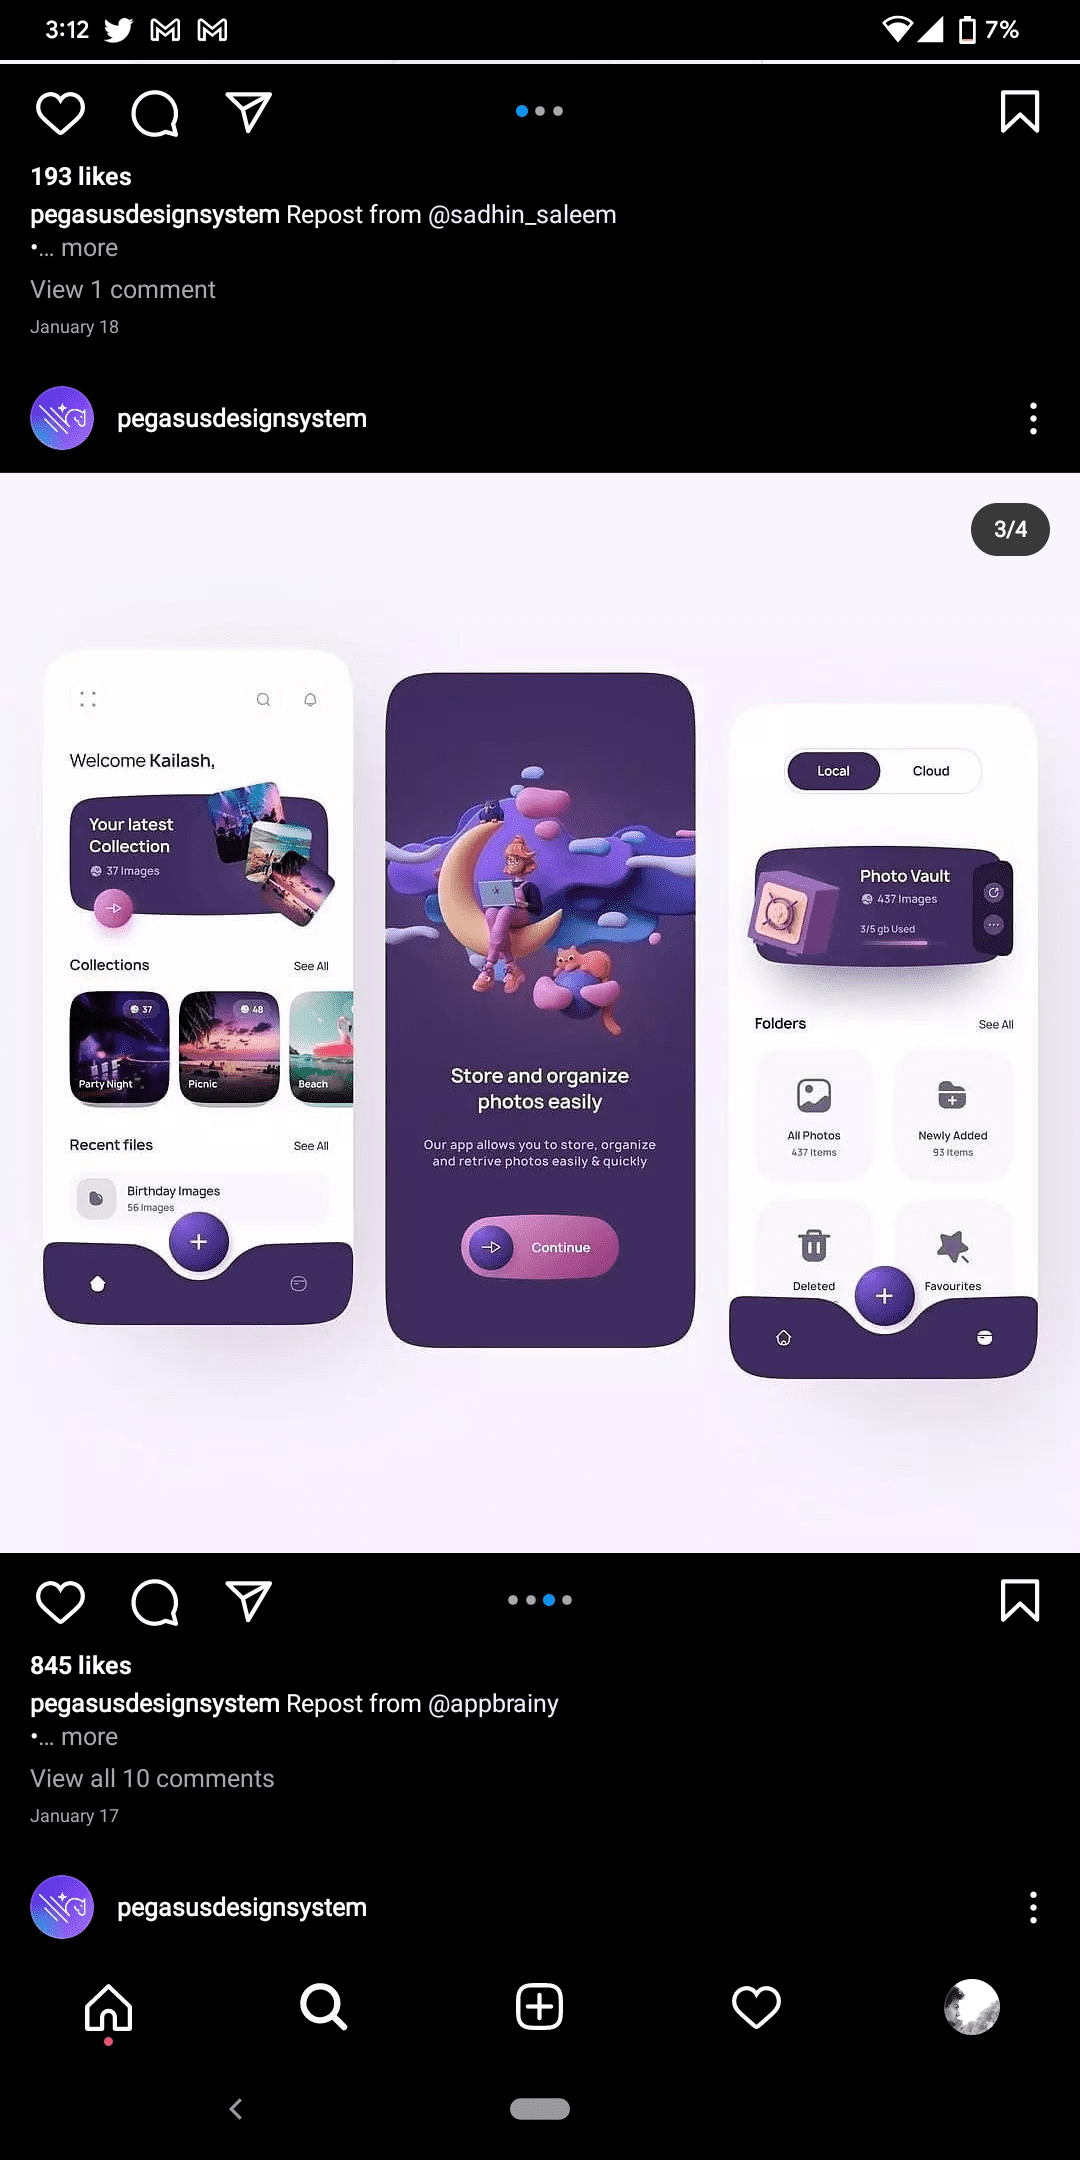 3:12
7%
193 likes
pegasusdesignsystem Repost from @sadhin_saleem
•... more
View 1 comment
January 18
pegasusdesignsystem
3/4
Welcome Kailash,
Your latest
Collection
37 Images
Collections See All
37
48
Party Night
Picnic
Beach
Recent files See All
Birthday Images
56 Images
Store and organize
photos easily
Our app allows you to store, organize
and retrive photos easily & quickly
Continue
Local Cloud
Photo Vault
437 Images
3/5 gb Used
Folders See All
All Photos
437 Items
Newly Added
93 Items
Deleted
Favourites
845 likes
pegasusdesignsystem Repost from @appbrainy
•... more
View all 10 comments
January 17
pegasusdesignsystem